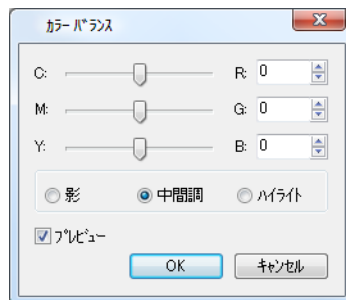 カラー バランス
C: R: 0
M: G: 0
Y: B: 0
影 中間調 ハイライト
プレビュー
OK キャンセル